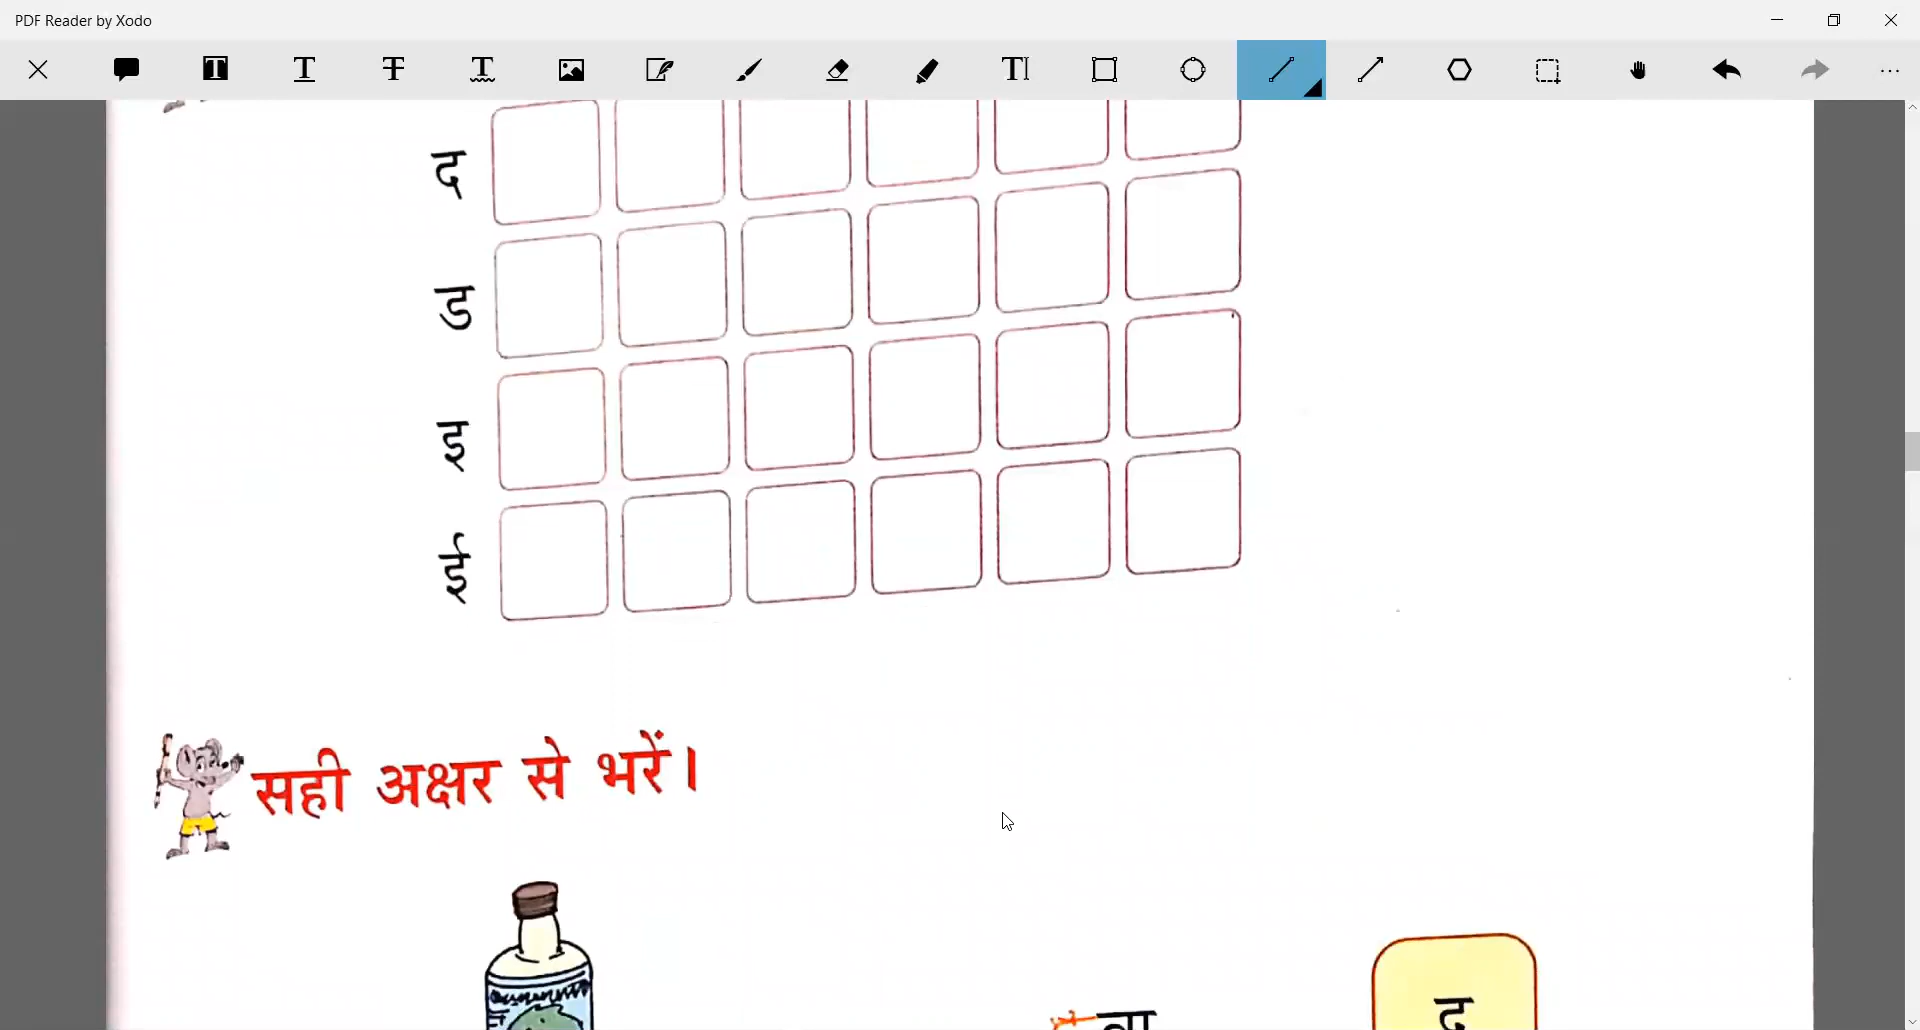 PDF Reader by Xodo
द
ड
इ
ई
सही अक्षर से भरें।
वा
द